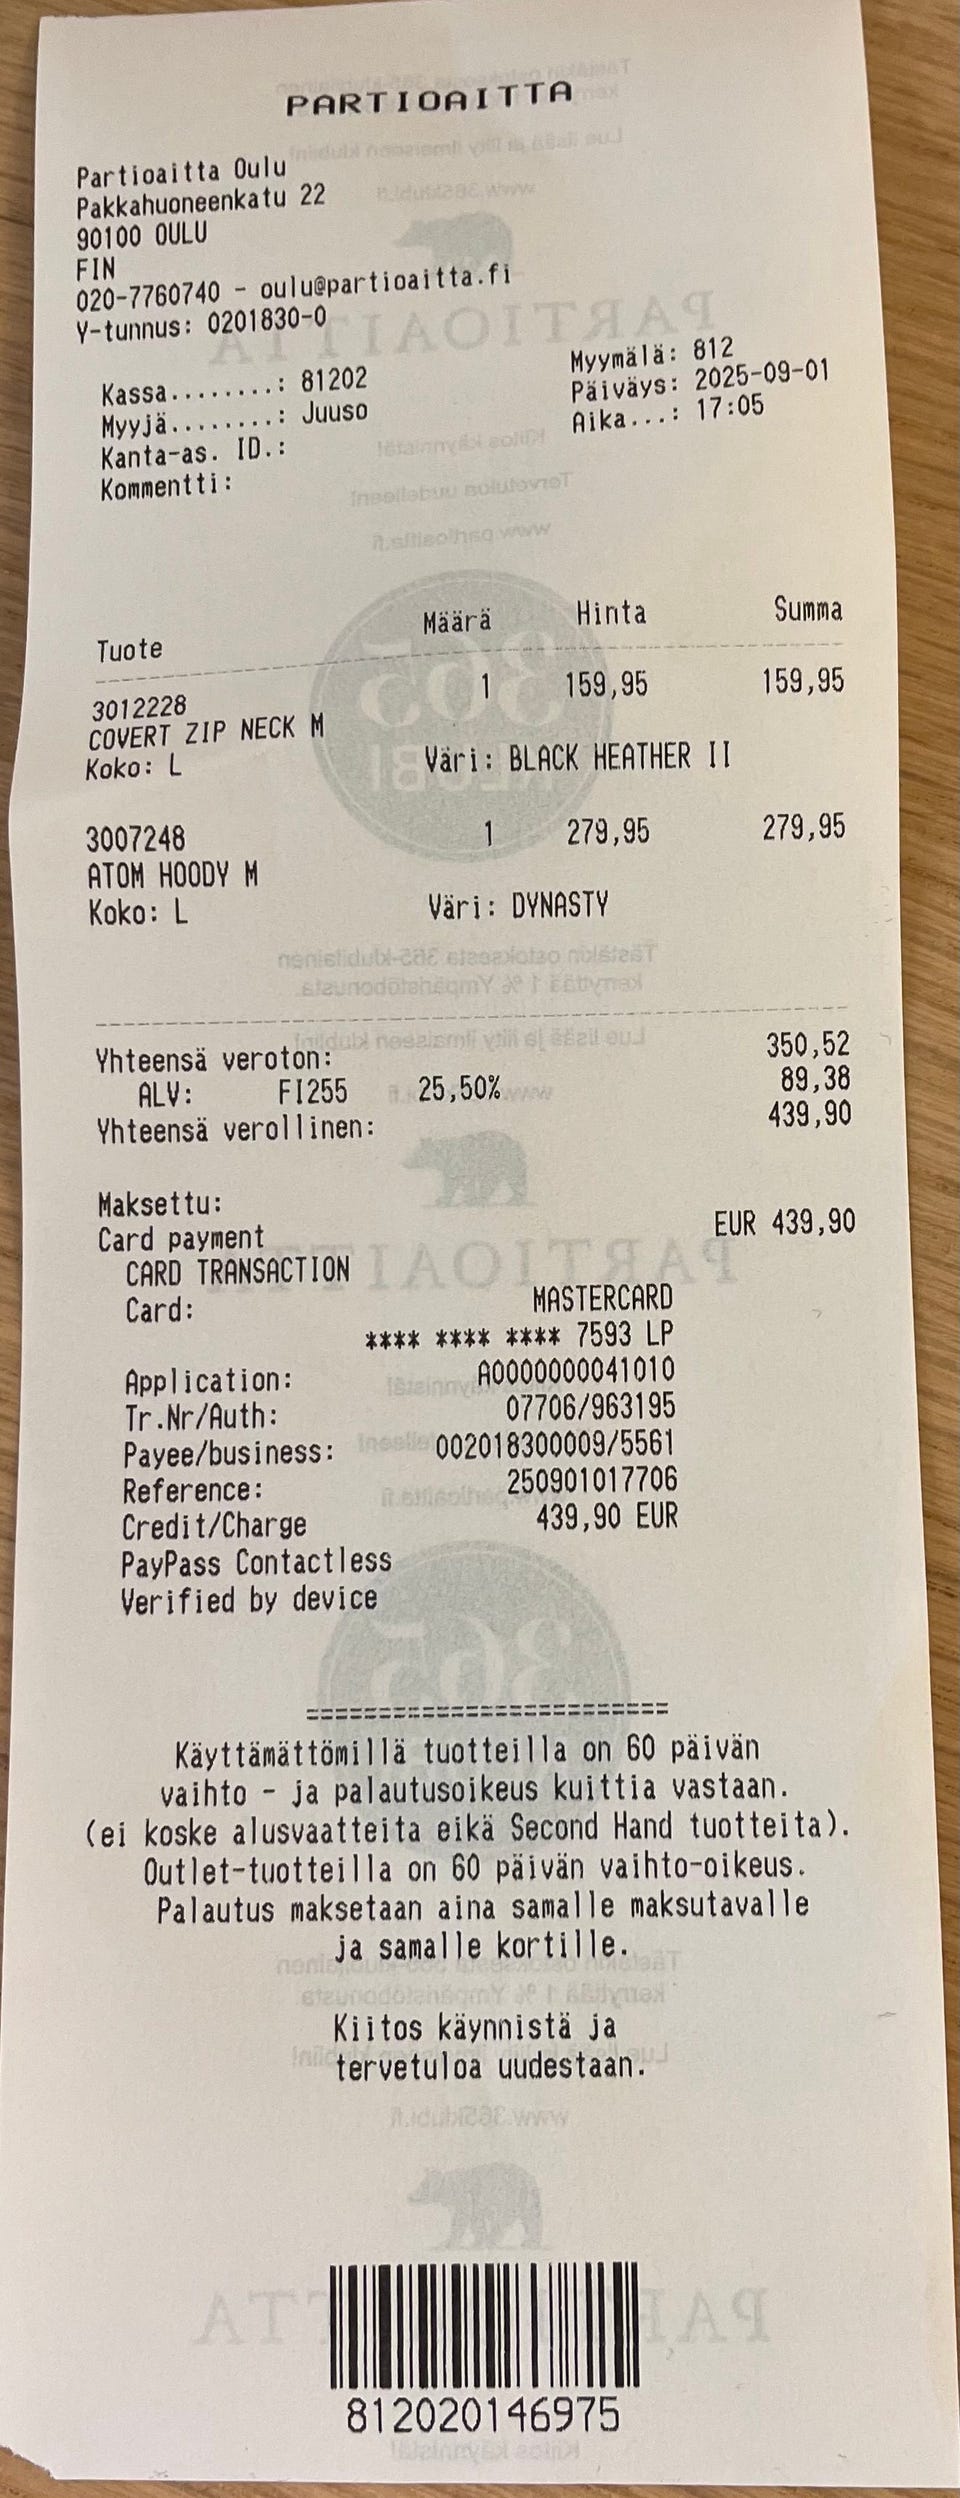 PARTIOAITTA
Partioaitta Oulu
Pakkahuoneenkatu 22
90100 OULU
FIN
020-7760740 - oulu@partioaitta.fi
Y-tunnus: 0201830-0
Kassa........: 81202 Myymälä: 812
Myyjä........: Juuso Päiväys: 2025-09-01
Kanta-as. ID.: Aika...: 17:05
Kommentti:
Tuote Määrä Hinta Summa
3012228 1 159,95 159,95
COVERT ZIP NECK M
Koko: L Väri: BLACK HEATHER II
3007248 1 279,95 279,95
ATOM HOODY M
Koko: L Väri: DYNASTY
Yhteensä veroton: 350,52
ALV: FI255 25,50% 89,38
Yhteensä verollinen: 439,90
Maksettu:
Card payment EUR 439,90
CARD TRANSACTION
Card: MASTERCARD
**** **** **** 7593 LP
Application: A0000000041010
Tr.Nr/Auth: 07706/963195
Payee/business: 002018300009/5561
Reference: 250901017706
Credit/Charge 439,90 EUR
PayPass Contactless
Verified by device
=========================
Käyttämättömillä tuotteilla on 60 päivän
vaihto - ja palautusoikeus kuittia vastaan.
(ei koske alusvaatteita eikä Second Hand tuotteita).
Outlet-tuotteilla on 60 päivän vaihto-oikeus.
Palautus maksetaan aina samalle maksutavalle
ja samalle kortille.
Kiitos käynnistä ja
tervetuloa uudestaan.
812020146975